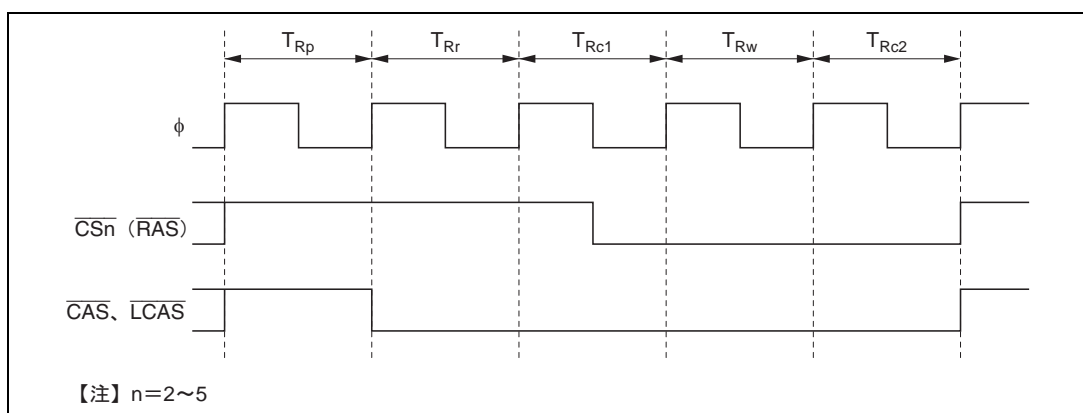 TRp TRr TRc1 TRw TRc2
φ
CSn（RAS）
CAS、LCAS
【注】n＝2～5